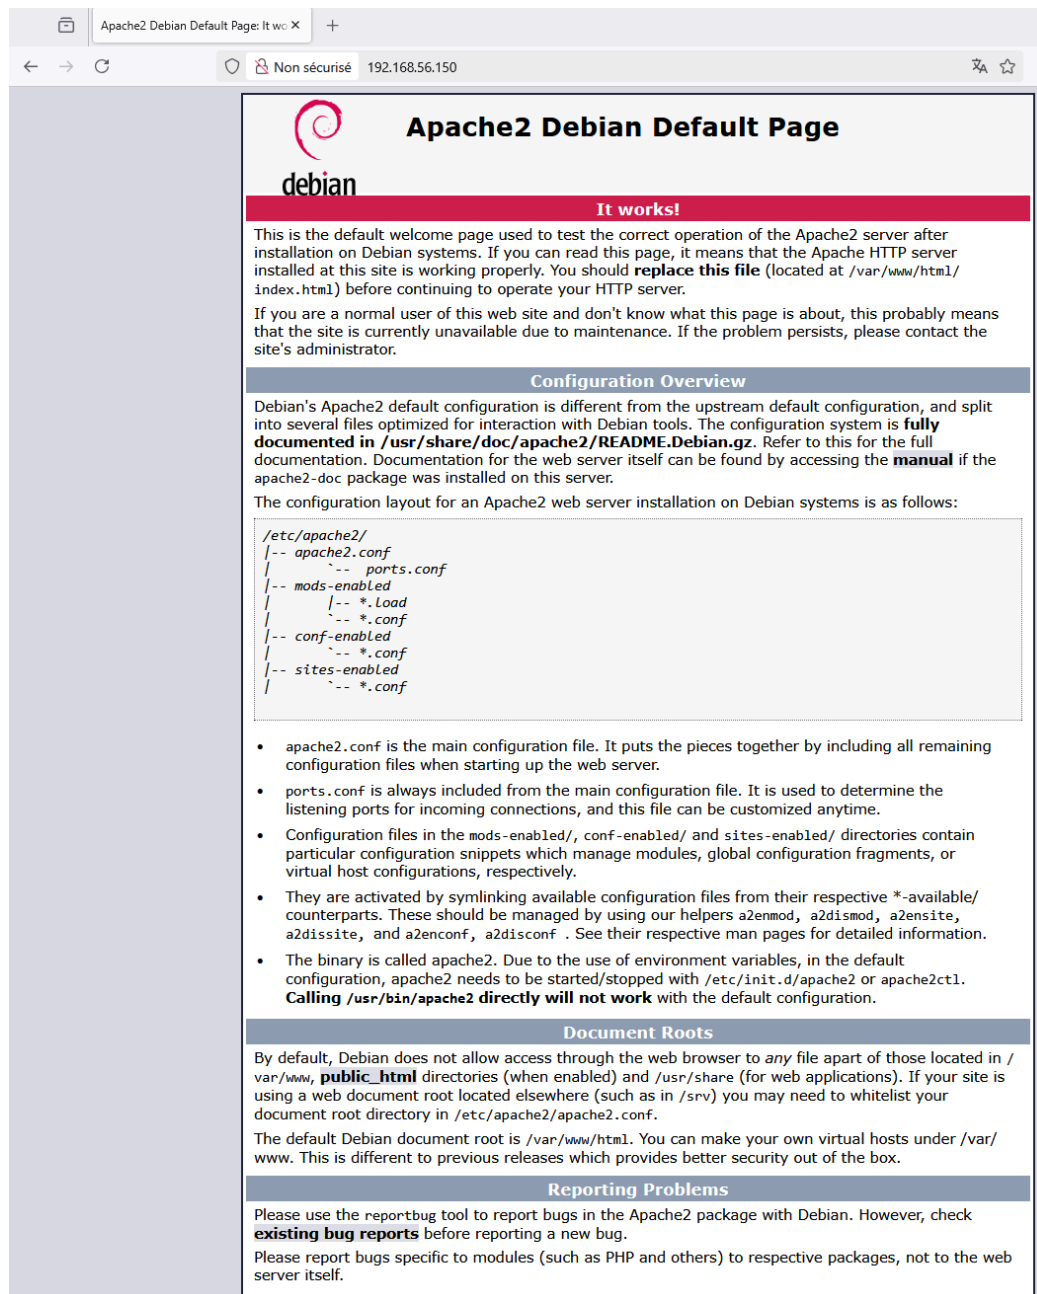 Apache2 Debian Default Page: It wo
Non sécurisé 192.168.56.150
debian
Apache2 Debian Default Page
It works!
This is the default welcome page used to test the correct operation of the Apache2 server after
installation on Debian systems. If you can read this page, it means that the Apache HTTP server
installed at this site is working properly. You should replace this file (located at /var/www/html/
index.html) before continuing to operate your HTTP server.
If you are a normal user of this web site and don't know what this page is about, this probably means
that the site is currently unavailable due to maintenance. If the problem persists, please contact the
site's administrator.
Configuration Overview
Debian's Apache2 default configuration is different from the upstream default configuration, and split
into several files optimized for interaction with Debian tools. The configuration system is fully
documented in /usr/share/doc/apache2/README.Debian.gz. Refer to this for the full
documentation. Documentation for the web server itself can be found by accessing the manual if the
apache2-doc package was installed on this server.
The configuration layout for an Apache2 web server installation on Debian systems is as follows:
/etc/apache2/
|-- apache2.conf
|       `--  ports.conf
|-- mods-enabled
|       |-- *.load
|       `-- *.conf
|-- conf-enabled
|       `-- *.conf
|-- sites-enabled
|       `-- *.conf
• apache2.conf is the main configuration file. It puts the pieces together by including all remaining
configuration files when starting up the web server.
• ports.conf is always included from the main configuration file. It is used to determine the
listening ports for incoming connections, and this file can be customized anytime.
• Configuration files in the mods-enabled/, conf-enabled/ and sites-enabled/ directories contain
particular configuration snippets which manage modules, global configuration fragments, or
virtual host configurations, respectively.
• They are activated by symlinking available configuration files from their respective *-available/
counterparts. These should be managed by using our helpers a2enmod, a2dismod, a2ensite,
a2dissite, and a2enconf, a2disconf . See their respective man pages for detailed information.
• The binary is called apache2. Due to the use of environment variables, in the default
configuration, apache2 needs to be started/stopped with /etc/init.d/apache2 or apache2ctl.
Calling /usr/bin/apache2 directly will not work with the default configuration.
Document Roots
By default, Debian does not allow access through the web browser to any file apart of those located in /
var/www, public_html directories (when enabled) and /usr/share (for web applications). If your site is
using a web document root located elsewhere (such as in /srv) you may need to whitelist your
document root directory in /etc/apache2/apache2.conf.
The default Debian document root is /var/www/html. You can make your own virtual hosts under /var/
www. This is different to previous releases which provides better security out of the box.
Reporting Problems
Please use the reportbug tool to report bugs in the Apache2 package with Debian. However, check
existing bug reports before reporting a new bug.
Please report bugs specific to modules (such as PHP and others) to respective packages, not to the web
server itself.